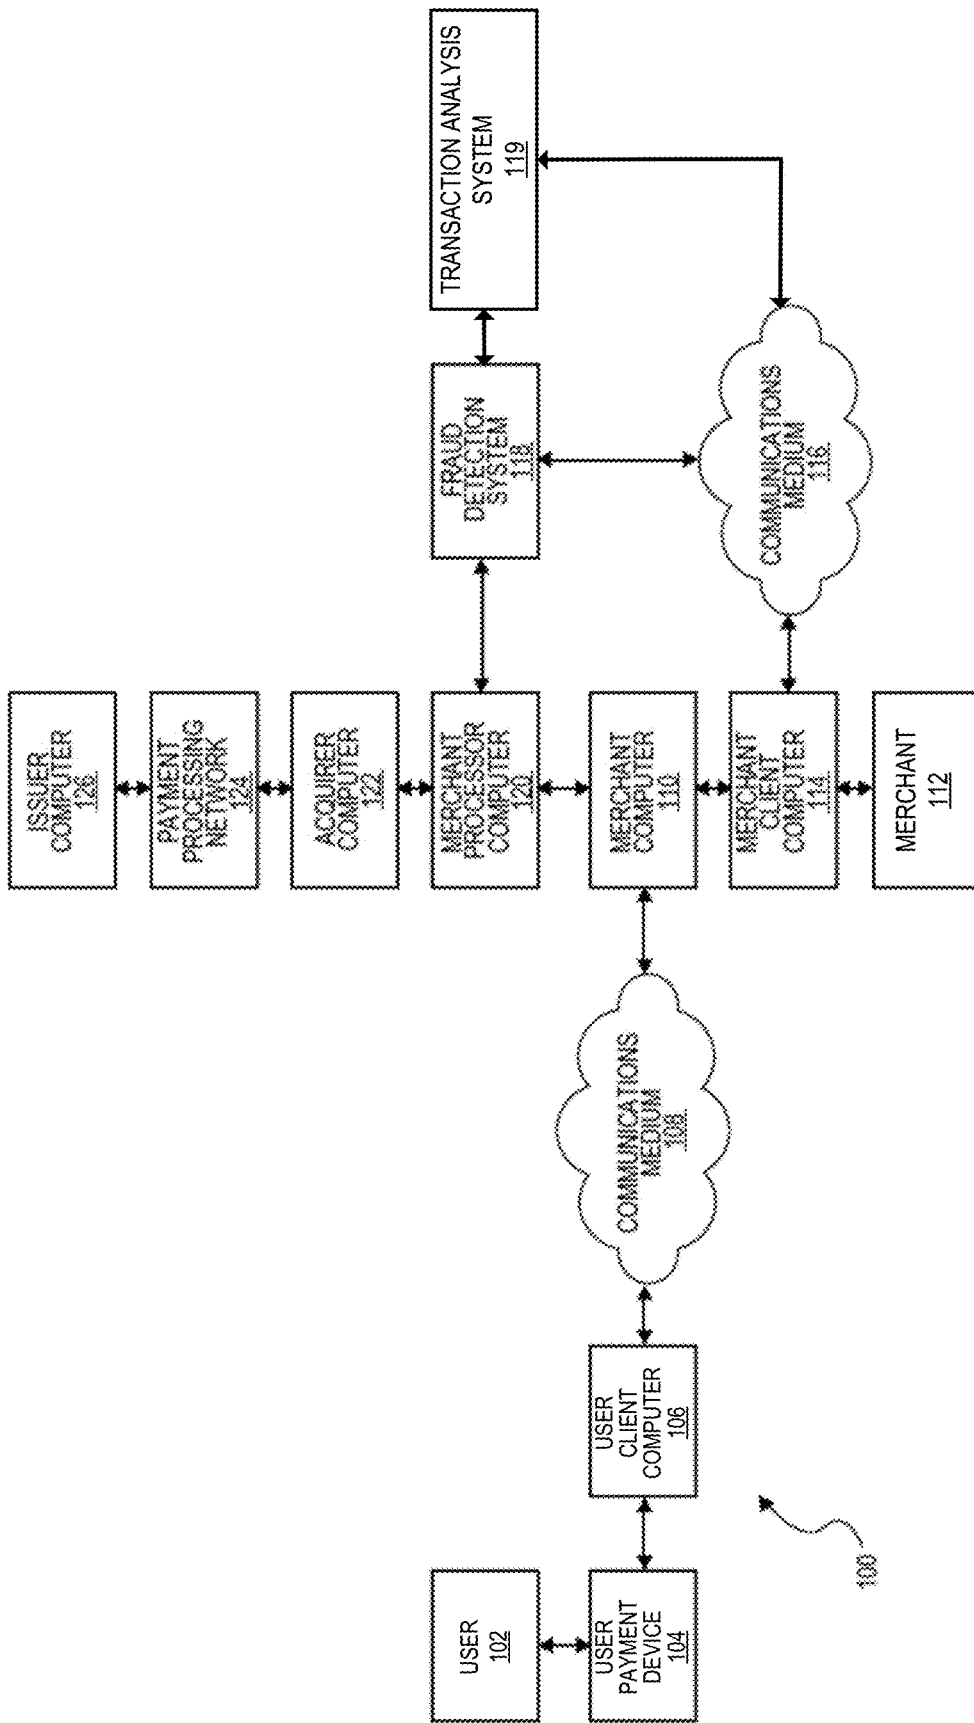 ISSUER
COMPUTER
126
PAYMENT
PROCESSING
NETWORK
124
ACQUIRER
COMPUTER
122
TRANSACTION ANALYSIS
SYSTEM
119
FRAUD
DETECTION
SYSTEM
118
MERCHANT
PROCESSOR
COMPUTER
120
USER
102
USER
PAYMENT
DEVICE
104
USER
CLIENT
COMPUTER
106
COMMUNICATIONS
MEDIUM
108
MERCHANT
COMPUTER
110
MERCHANT
CLIENT
COMPUTER
114
COMMUNICATIONS
MEDIUM
116
MERCHANT
112
100